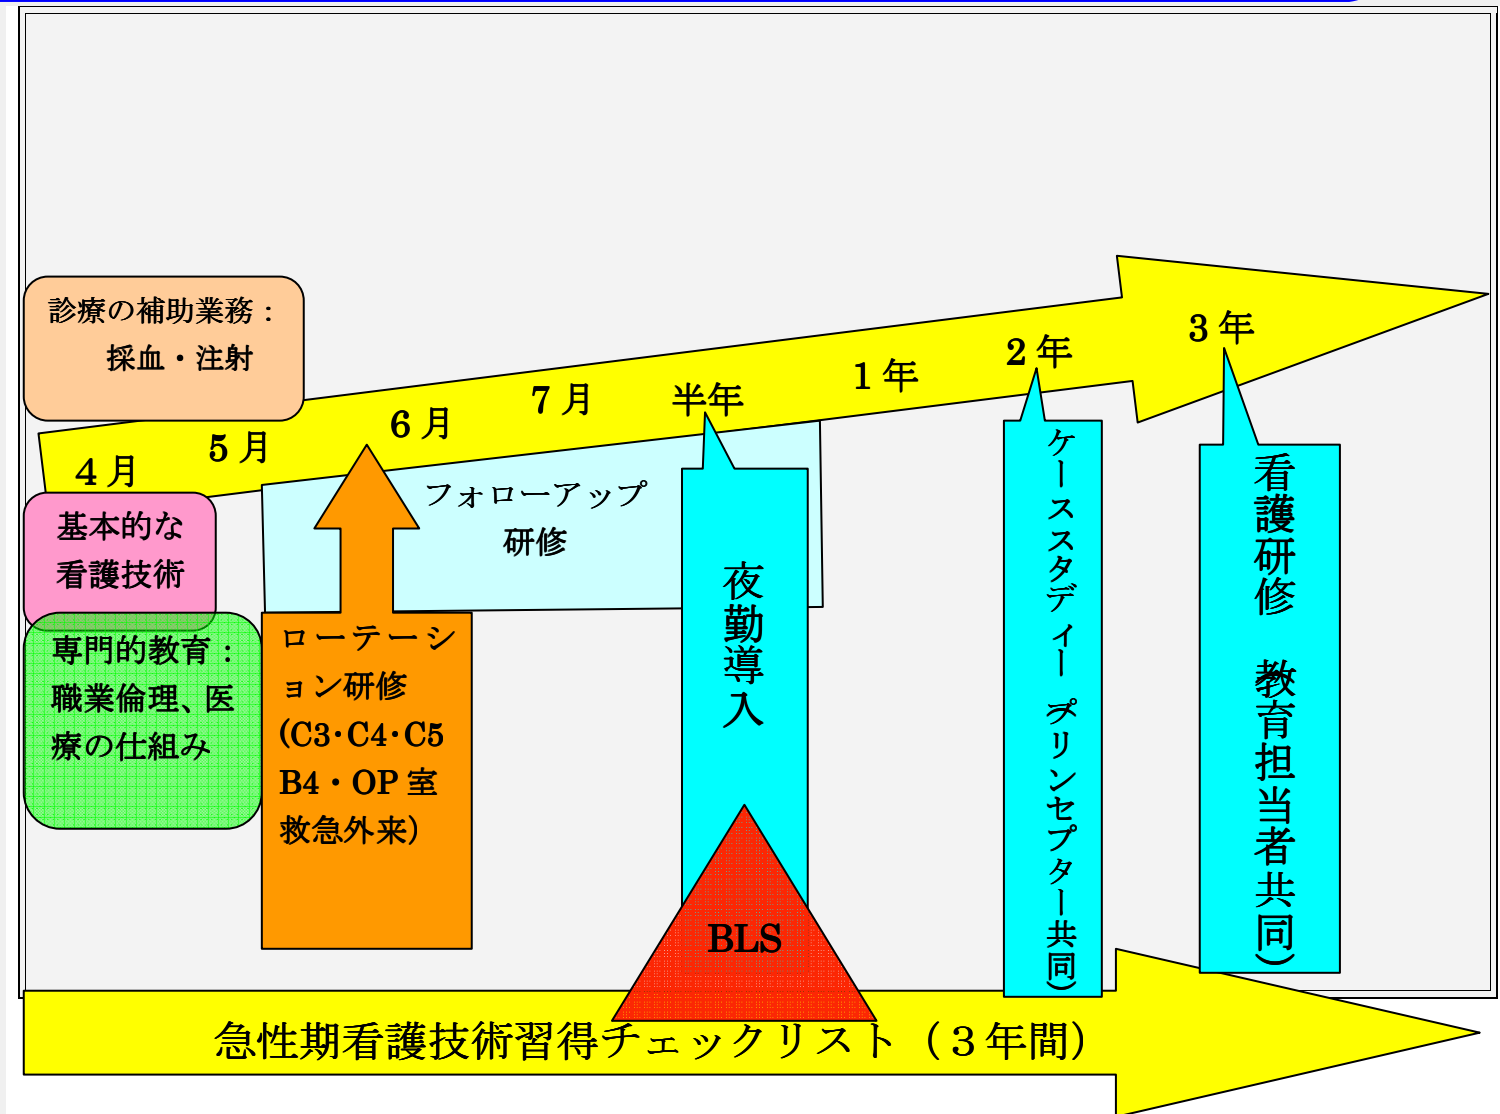 診療の補助業務：
採血・注射
4月
5月
6月
7月
半年
1年
2年
3年
基本的な
看護技術
専門的教育：
職業倫理、医
療の仕組み
フォローアップ
研修
ローテーシ
ョン研修
(C3･C4･C5
B4・OP室
救急外来）
夜勤導入
BLS
ケーススタディー プリンセプター共同）
看護研修 教育担当者共同）
急性期看護技術習得チェックリスト（３年間）